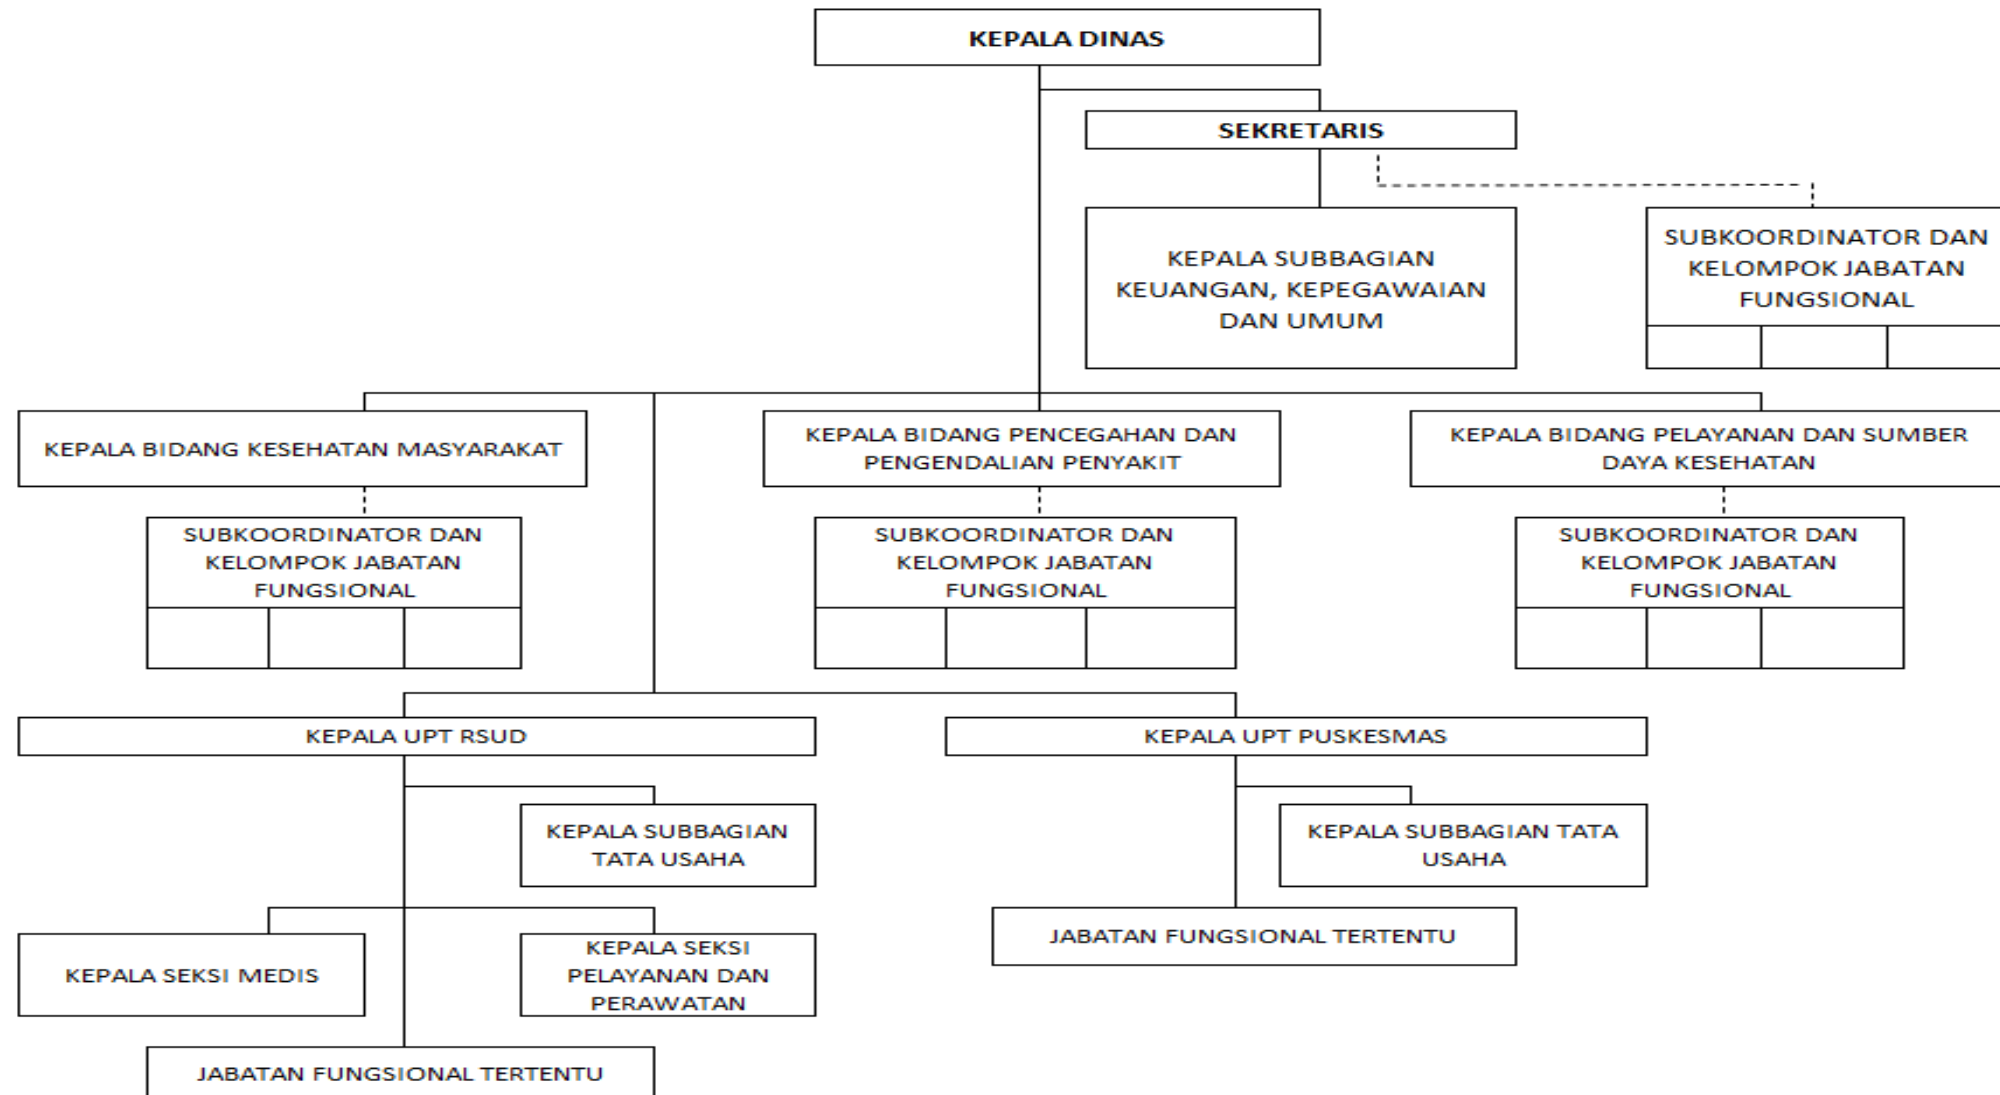 KEPALA DINAS
SEKRETARIS
KEPALA SUBBAGIAN
KEUANGAN, KEPEGAWAIAN
DAN UMUM
SUBKOORDINATOR DAN
KELOMPOK JABATAN
FUNGSIONAL
KEPALA BIDANG KESEHATAN MASYARAKAT
KEPALA BIDANG PENCEGAHAN DAN
PENGENDALIAN PENYAKIT
KEPALA BIDANG PELAYANAN DAN SUMBER
DAYA KESEHATAN
SUBKOORDINATOR DAN
KELOMPOK JABATAN
FUNGSIONAL
SUBKOORDINATOR DAN
KELOMPOK JABATAN
FUNGSIONAL
SUBKOORDINATOR DAN
KELOMPOK JABATAN
FUNGSIONAL
KEPALA UPT RSUD
KEPALA UPT PUSKESMAS
KEPALA SUBBAGIAN
TATA USAHA
KEPALA SUBBAGIAN TATA
USAHA
KEPALA SEKSI MEDIS
KEPALA SEKSI
PELAYANAN DAN
PERAWATAN
JABATAN FUNGSIONAL TERTENTU
JABATAN FUNGSIONAL TERTENTU